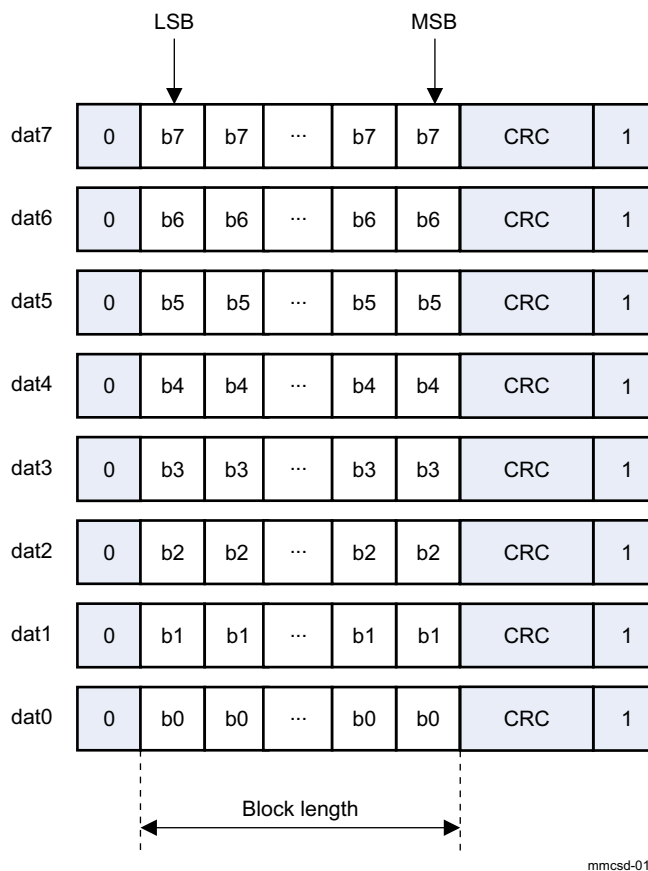 LSB MSB
dat7 0 b7 b7 ... b7 b7 CRC 1
dat6 0 b6 b6 ... b6 b6 CRC 1
dat5 0 b5 b5 ... b5 b5 CRC 1
dat4 0 b4 b4 ... b4 b4 CRC 1
dat3 0 b3 b3 ... b3 b3 CRC 1
dat2 0 b2 b2 ... b2 b2 CRC 1
dat1 0 b1 b1 ... b1 b1 CRC 1
dat0 0 b0 b0 ... b0 b0 CRC 1
Block length
mmcsd-01